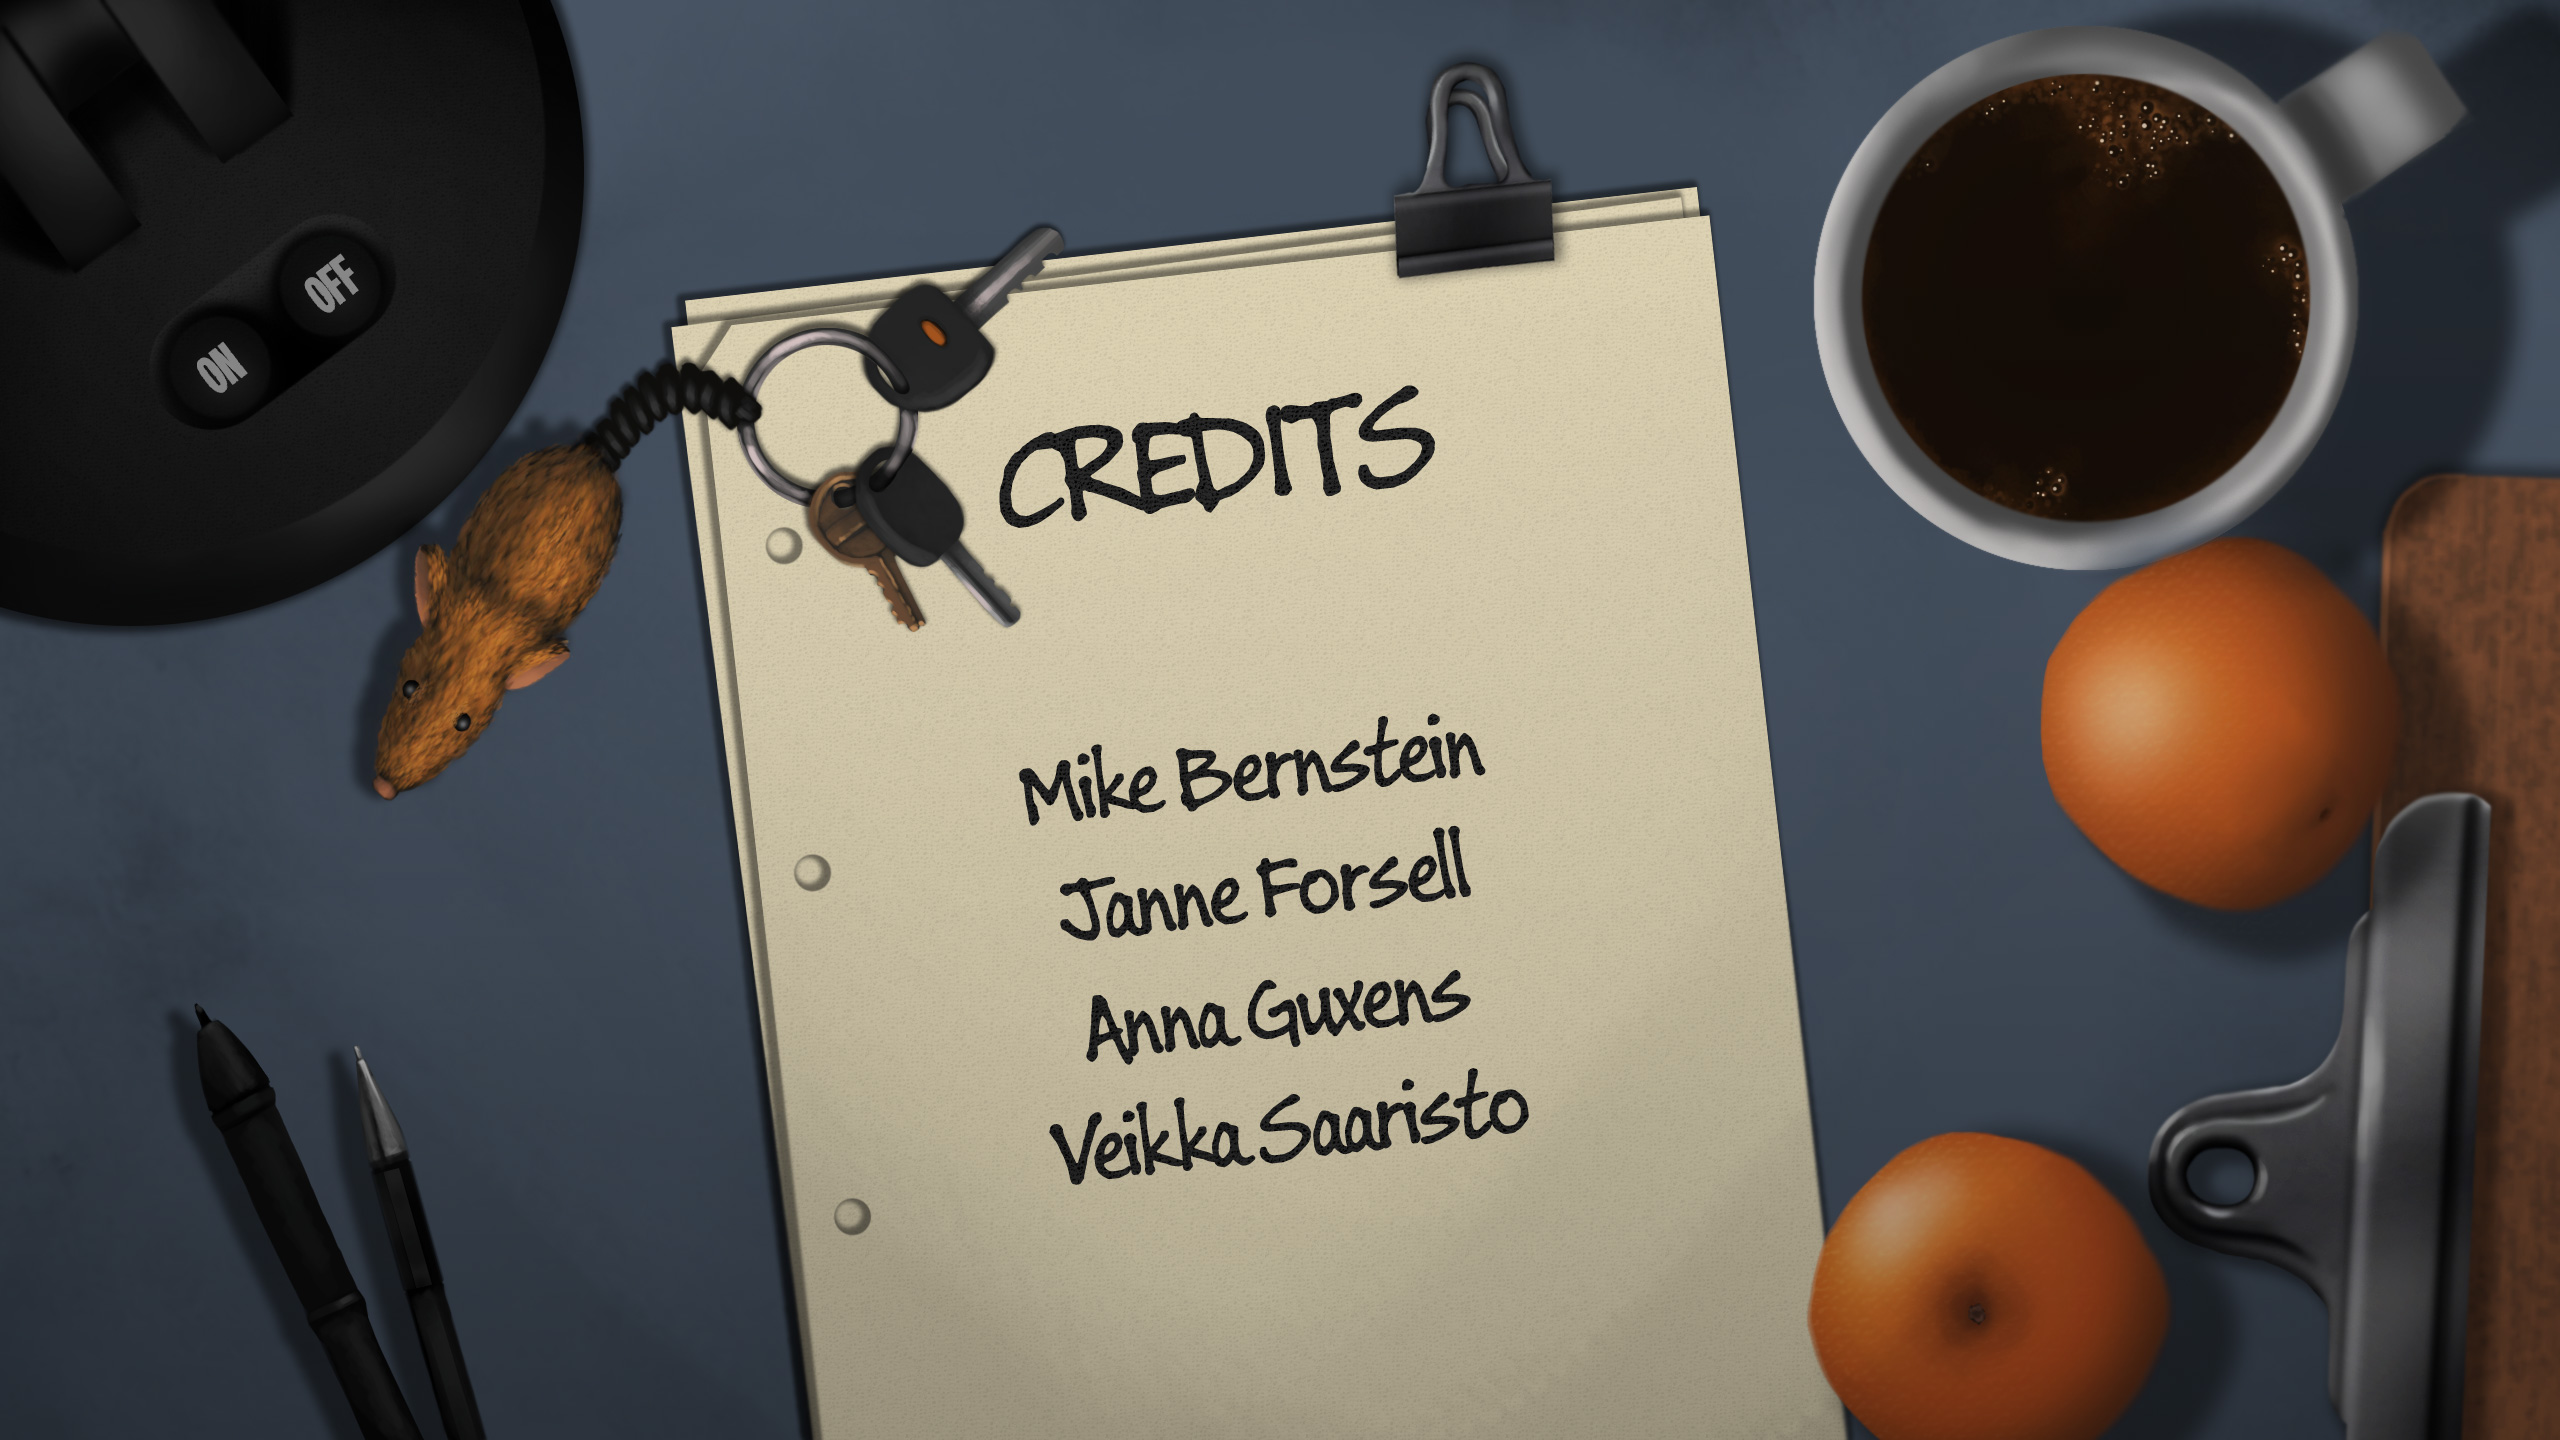 OFF
ON
CREDITS
Mike Bernstein
Janne Forsell
Anna Guxens
Veikka Saaristo